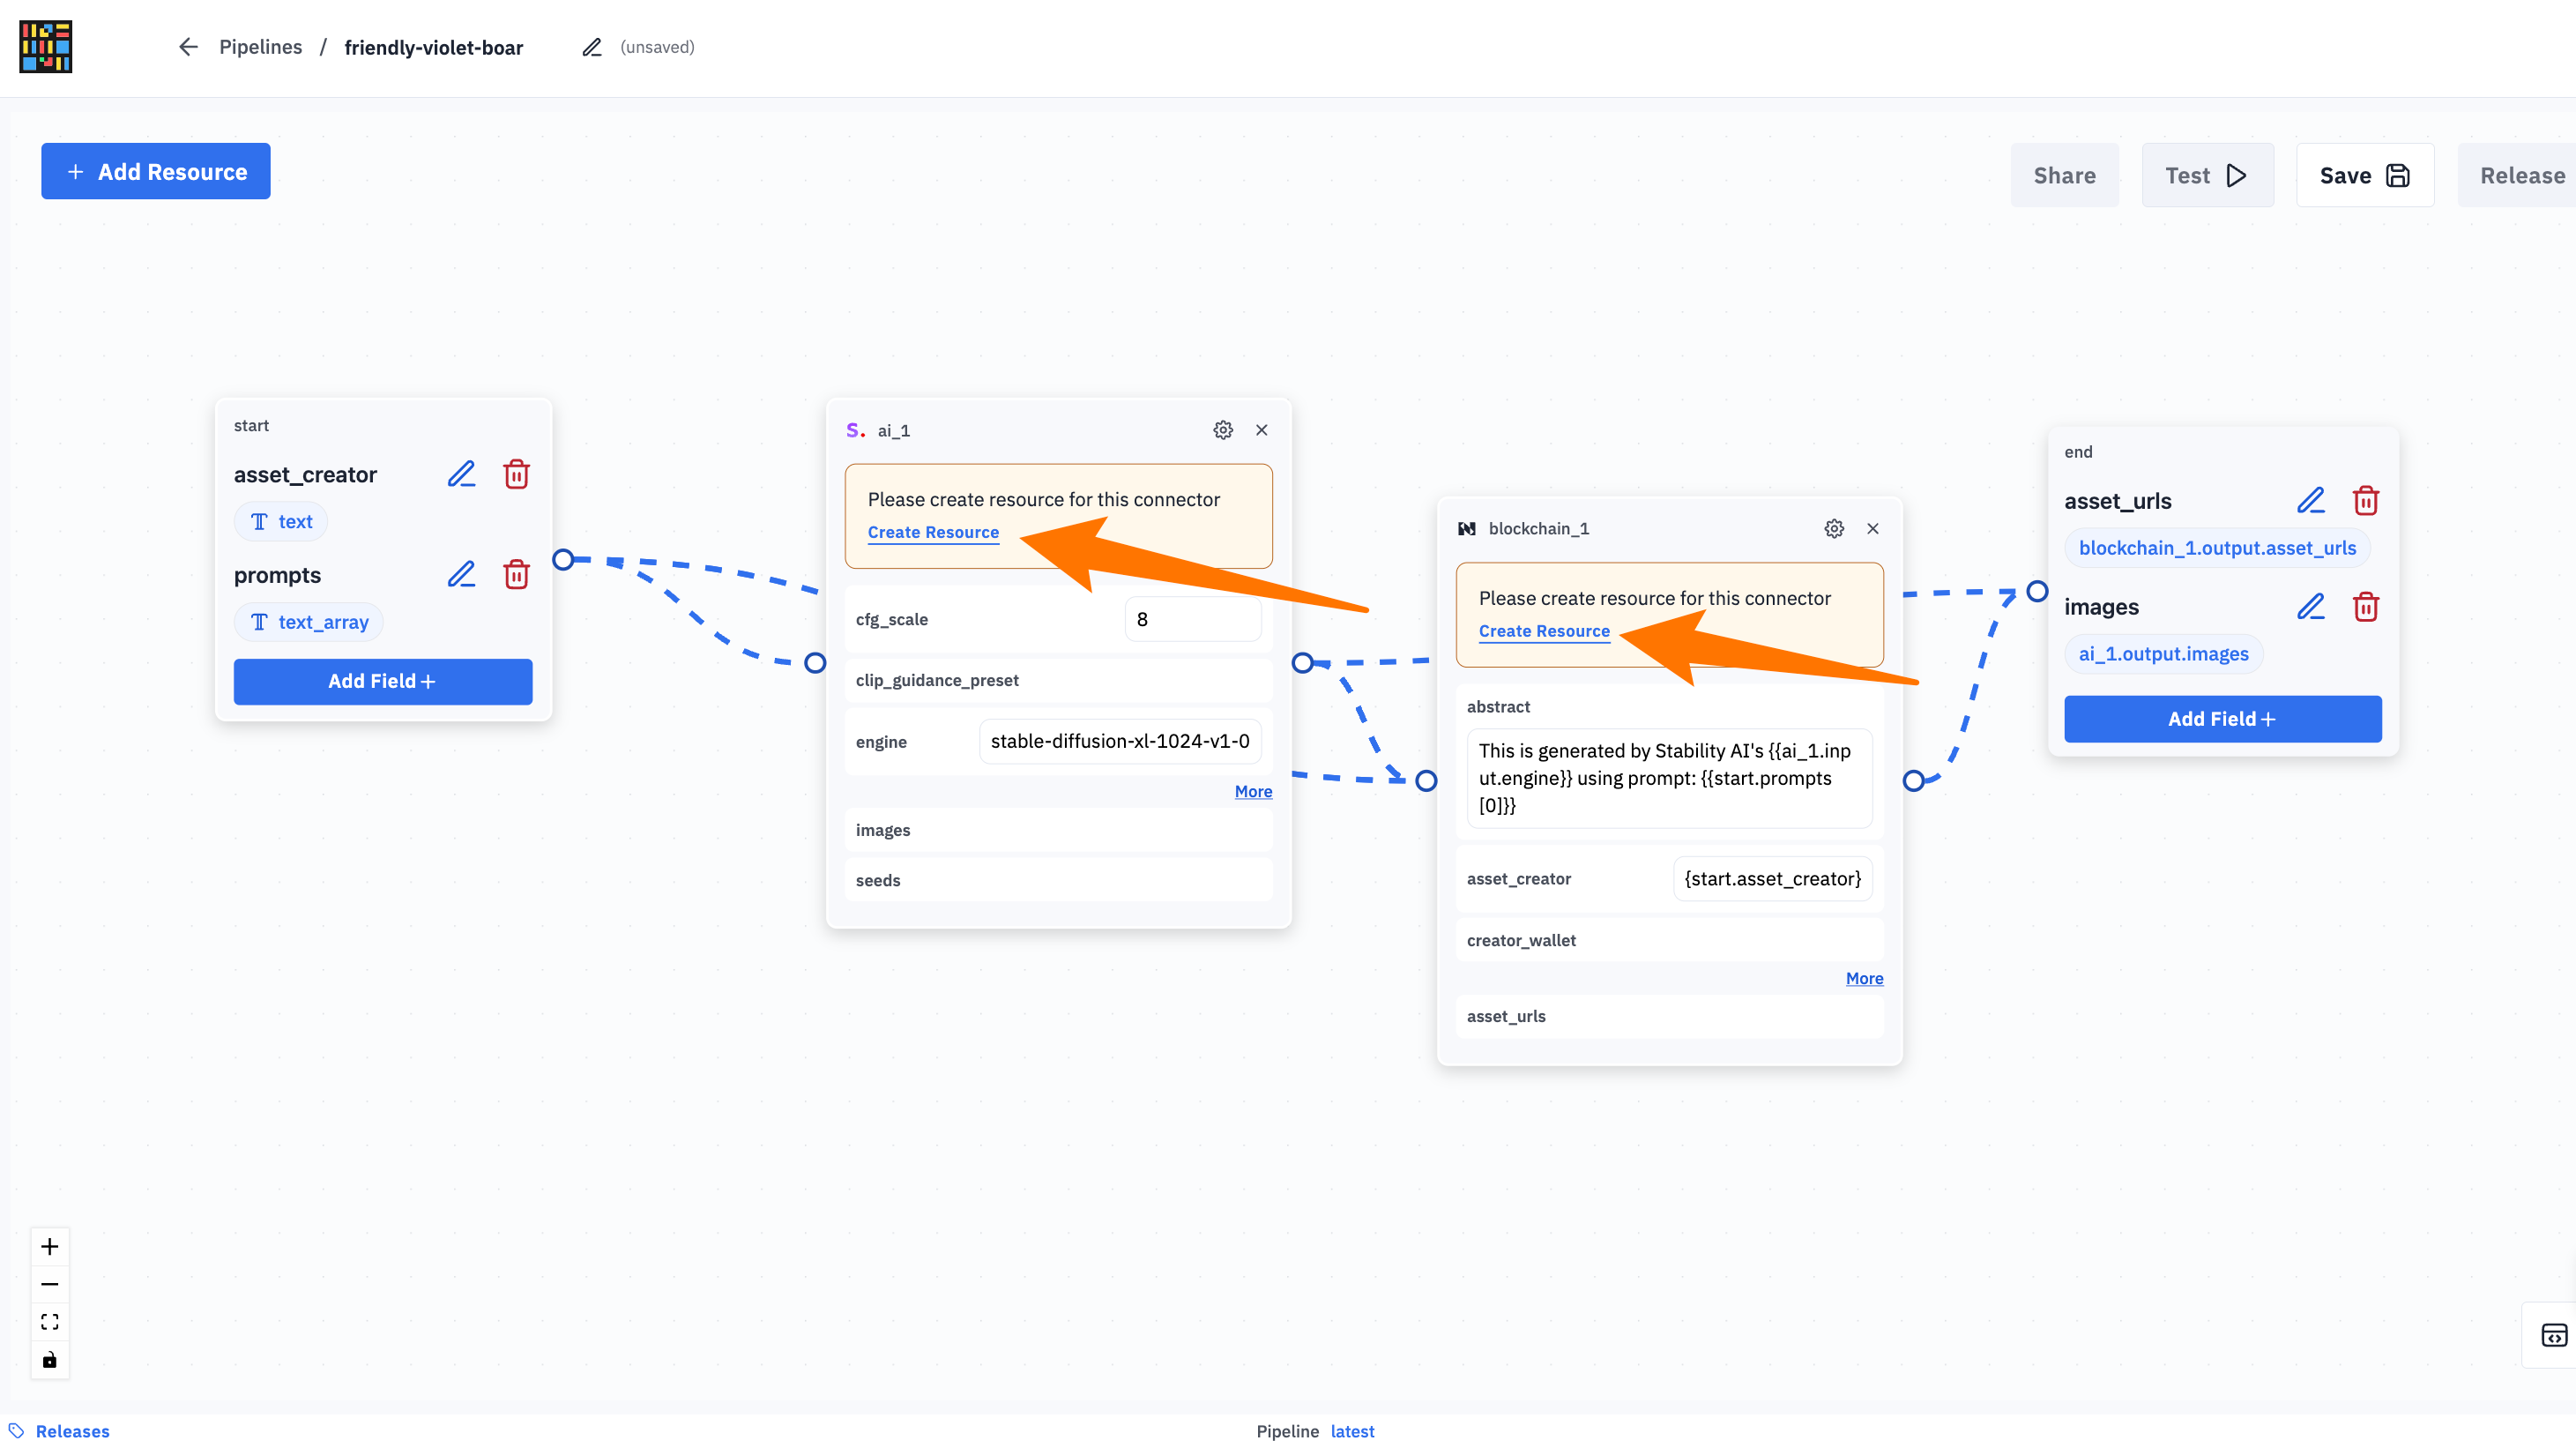 Pipelines / friendly-violet-boar (unsaved)
+ Add Resource
Share
Test
Save
Release
start
asset_creator
text
prompts
text_array
Add Field+
S. ai_1
Please create resource for this connector
Create Resource
cfg_scale
8
clip_guidance_preset
engine
stable-diffusion-xl-1024-v1-0
More
images
seeds
blockchain_1
Please create resource for this connector
Create Resource
abstract
This is generated by Stability AI's {{ai_1.inp
ut.engine}} using prompt: {{start.prompts
[0]}}
asset_creator
{start.asset_creator}
creator_wallet
More
asset_urls
end
asset_urls
blockchain_1.output.asset_urls
images
ai_1.output.images
Add Field+
Releases
Pipeline latest